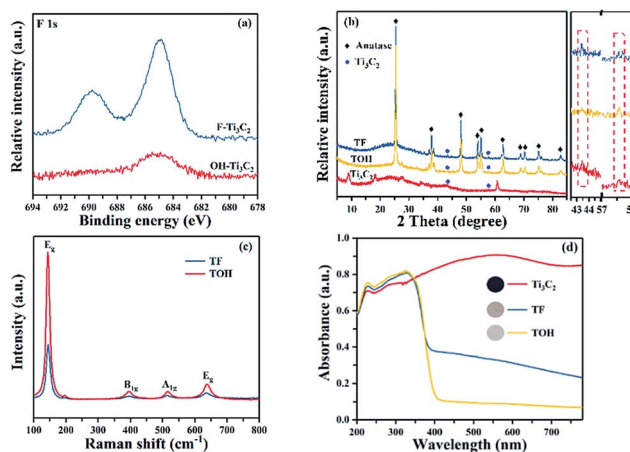 F 1s
(a)
F-Ti₃C₂
OH-Ti₃C₂
Relative intensity (a.u.)
694 692 690 688 686 684 682 680 678
Binding energy (eV)
(b)
Anatase
Ti₃C₂
TF
TOH
Ti₃C₂
Relative intensity (a.u.)
10 20 30 40 50 60 70 80
2 Theta (degree)
43 44 57
(c)
E_g
TF
TOH
B₁g
A₁g
E_g
Intensity (a.u.)
100 200 300 400 500 600 700 800
Raman shift (cm⁻¹)
(d)
Ti₃C₂
TF
TOH
Absorbance (a.u.)
1.0
0.8
0.6
0.4
0.2
0.0
200 300 400 500 600 700
Wavelength (nm)